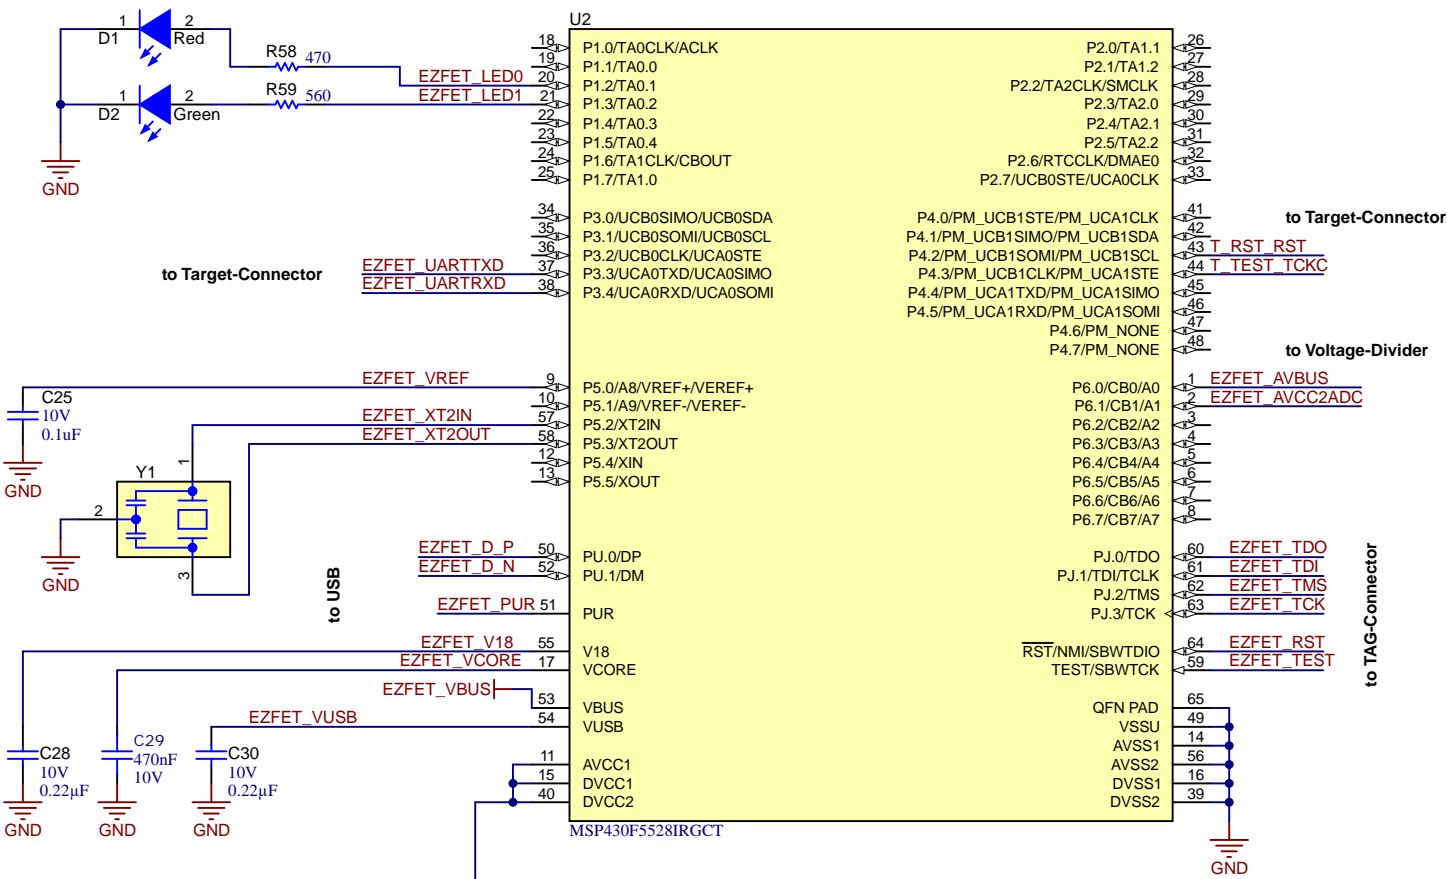 U2
1 2
D1 Red
R58 470
1 2
D2 Green
R59 560
GND
EZFET_LED0
EZFET_LED1
18 P1.0/TA0CLK/ACLK
19 P1.1/TA0.0
20 P1.2/TA0.1
21 P1.3/TA0.2
22 P1.4/TA0.3
23 P1.5/TA0.4
24 P1.6/TA1CLK/CBOUT
25 P1.7/TA1.0
34 P3.0/UCB0SIMO/UCB0SDA
35 P3.1/UCB0SOMI/UCB0SCL
36 P3.2/UCB0CLK/UCA0STE
to Target-Connector
EZFET_UARTTXD 37 P3.3/UCA0TXD/UCA0SIMO
EZFET_UARTRXD 38 P3.4/UCA0RXD/UCA0SOMI
EZFET_VREF 9 P5.0/A8/VREF+/VEREF+
10 P5.1/A9/VREF-/VEREF-
EZFET_XT2IN 57 P5.2/XT2IN
EZFET_XT2OUT 58 P5.3/XT2OUT
12 P5.4/XIN
13 P5.5/XOUT
C25
10V
0.1uF
GND
Y1
1
2
3
GND
to USB
EZFET_D_P 50 PU.0/DP
EZFET_D_N 52 PU.1/DM
EZFET_PUR 51 PUR
EZFET_V18 55 V18
EZFET_VCORE 17 VCORE
EZFET_VBUS 53 VBUS
EZFET_VUSB 54 VUSB
11 AVCC1
15 DVCC1
40 DVCC2
C28
10V
0.22µF
GND
C29
470nF
10V
GND
C30
10V
0.22µF
GND
P2.0/TA1.1 26
P2.1/TA1.2 27
P2.2/TA2CLK/SMCLK 28
P2.3/TA2.0 29
P2.4/TA2.1 30
P2.5/TA2.2 31
P2.6/RTCCLK/DMAE0 32
P2.7/UCB0STE/UCA0CLK 33
to Target-Connector
P4.0/PM_UCB1STE/PM_UCA1CLK 41
P4.1/PM_UCB1SIMO/PM_UCB1SDA 42
P4.2/PM_UCB1SOMI/PM_UCB1SCL 43 T_RST_RST
P4.3/PM_UCB1CLK/PM_UCA1STE 44 T_TEST_TCKC
P4.4/PM_UCA1TXD/PM_UCA1SIMO 45
P4.5/PM_UCA1RXD/PM_UCA1SOMI 46
P4.6/PM_NONE 47
P4.7/PM_NONE 48
to Voltage-Divider
P6.0/CB0/A0 1 EZFET_AVBUS
P6.1/CB1/A1 2 EZFET_AVCC2ADC
P6.2/CB2/A2 3
P6.3/CB3/A3 4
P6.4/CB4/A4 5
P6.5/CB5/A5 6
P6.6/CB6/A6 7
P6.7/CB7/A7 8
PJ.0/TDO 60 EZFET_TDO
PJ.1/TDI/TCLK 61 EZFET_TDI
PJ.2/TMS 62 EZFET_TMS
PJ.3/TCK 63 EZFET_TCK
RST/NMI/SBWTDIO 64 EZFET_RST
TEST/SBWTCK 59 EZFET_TEST
to TAG-Connector
QFN PAD 65
VSSU 49
AVSS1 14
AVSS2 56
DVSS1 16
DVSS2 39
GND
MSP430F5528IRGCT